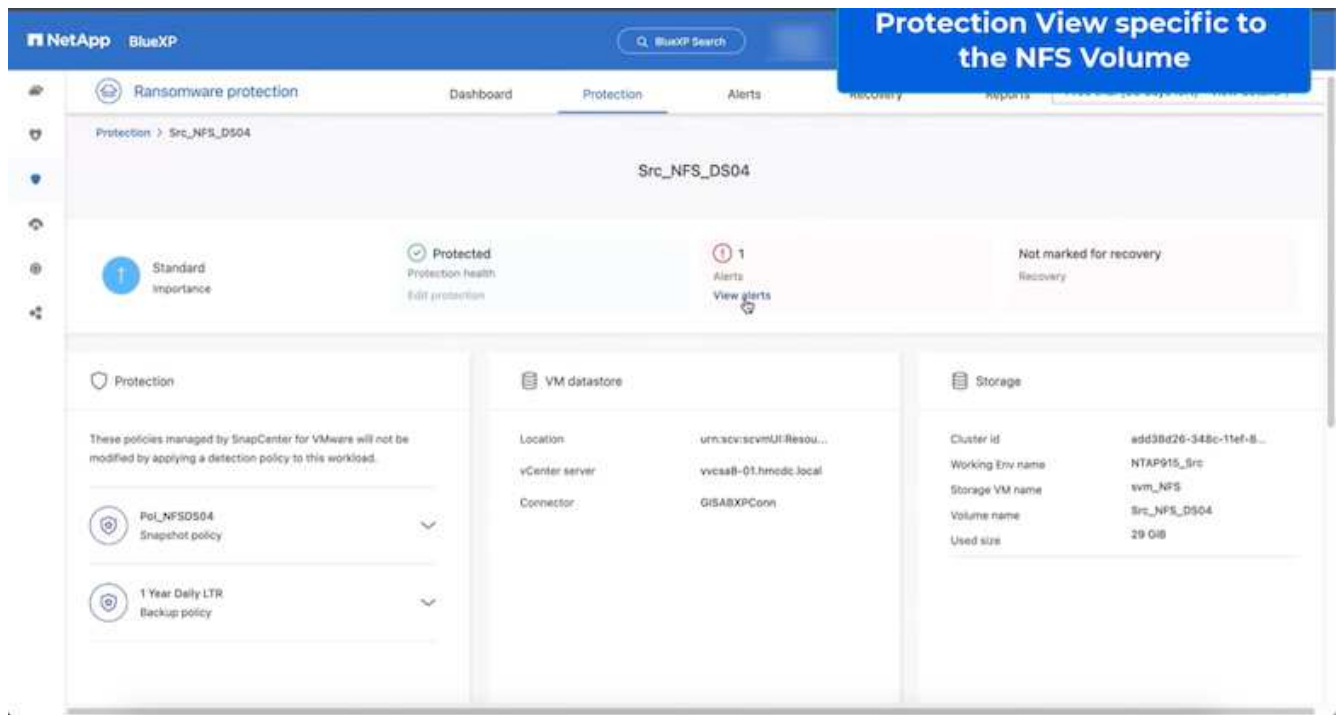 NetApp BlueXP
BlueXP Search
Protection View specific to
the NFS Volume
Ransomware protection
Dashboard
Protection
Alerts
Recovery
Reports
Protection > Src_NFS_DS04
Src_NFS_DS04
Standard
Importance
Protected
Protection health
Edit protection
1
Alerts
View alerts
Not marked for recovery
Recovery
Protection
These policies managed by SnapCenter for VMware will not be
modified by applying a detection policy to this workload.
Pol_NFSDS04
Snapshot policy
1 Year Daily LTR
Backup policy
VM datastore
Location urn:scv:scvmUI:Resou...
vCenter server vvcsa8-01.hmcdc.local
Connector GISABXPConn
Storage
Cluster id add38d26-348c-11ef-8...
Working Env name NTAP915_Src
Storage VM name svm_NFS
Volume name Src_NFS_DS04
Used size 29 GiB